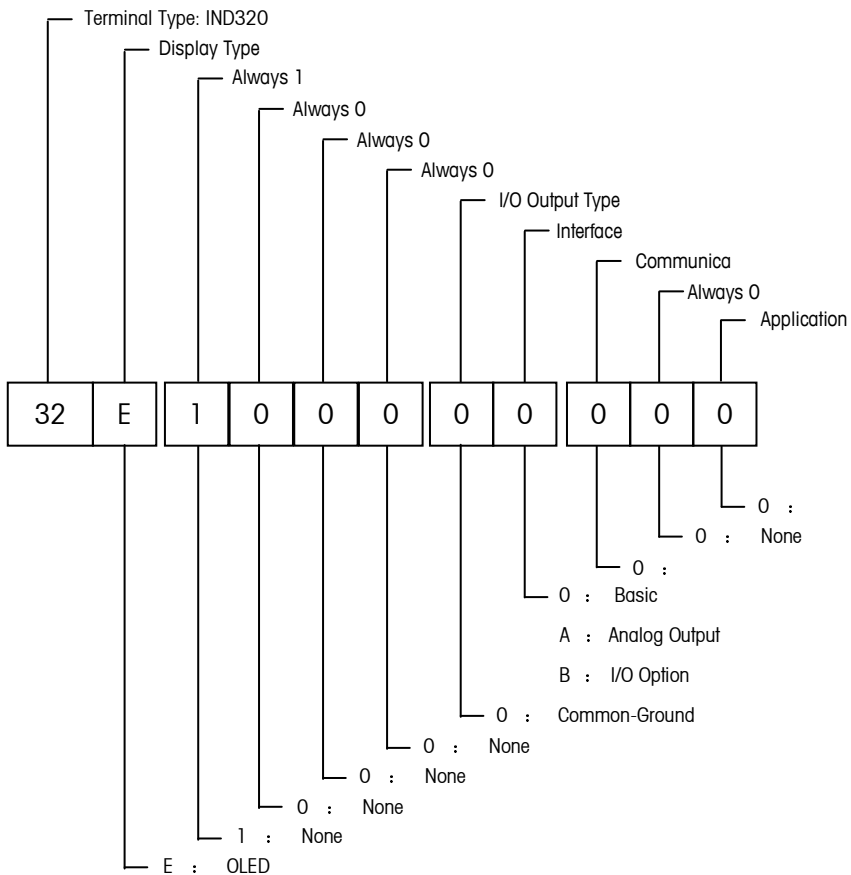 Terminal Type: IND320
Display Type
Always 1
Always 0
Always 0
Always 0
I/O Output Type
Interface
Communica
Always 0
Application
32 E 1 0 0 0 0 0 0 0 0
0 :
0 : None
0 :
0 : Basic
A : Analog Output
B : I/O Option
0 : Common-Ground
0 : None
0 : None
0 : None
1 : None
E : OLED